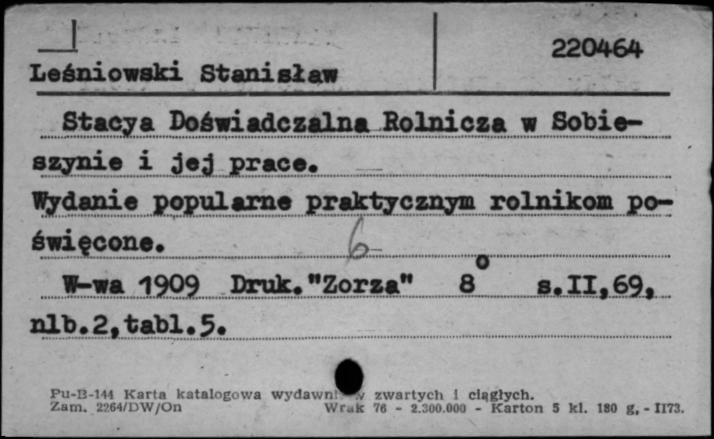 220464
Leśniowski Stanisław
Stacya Doświadczalna Rolnicza w Sobie-
szynie i jej prace.
Wydanie popularne praktycznym rolnikom po-
święcone.
6
W-wa 1909 Druk."Zorza" 8° s.II,69,
nlb.2,tabl.5.
Pu-B-144 Karta katalogowa zwartych i ciągłych.
Zam. 2264/DW/On Wrak 76 - 2.300.000 - Karton 5 kl. 180 g. - II73.